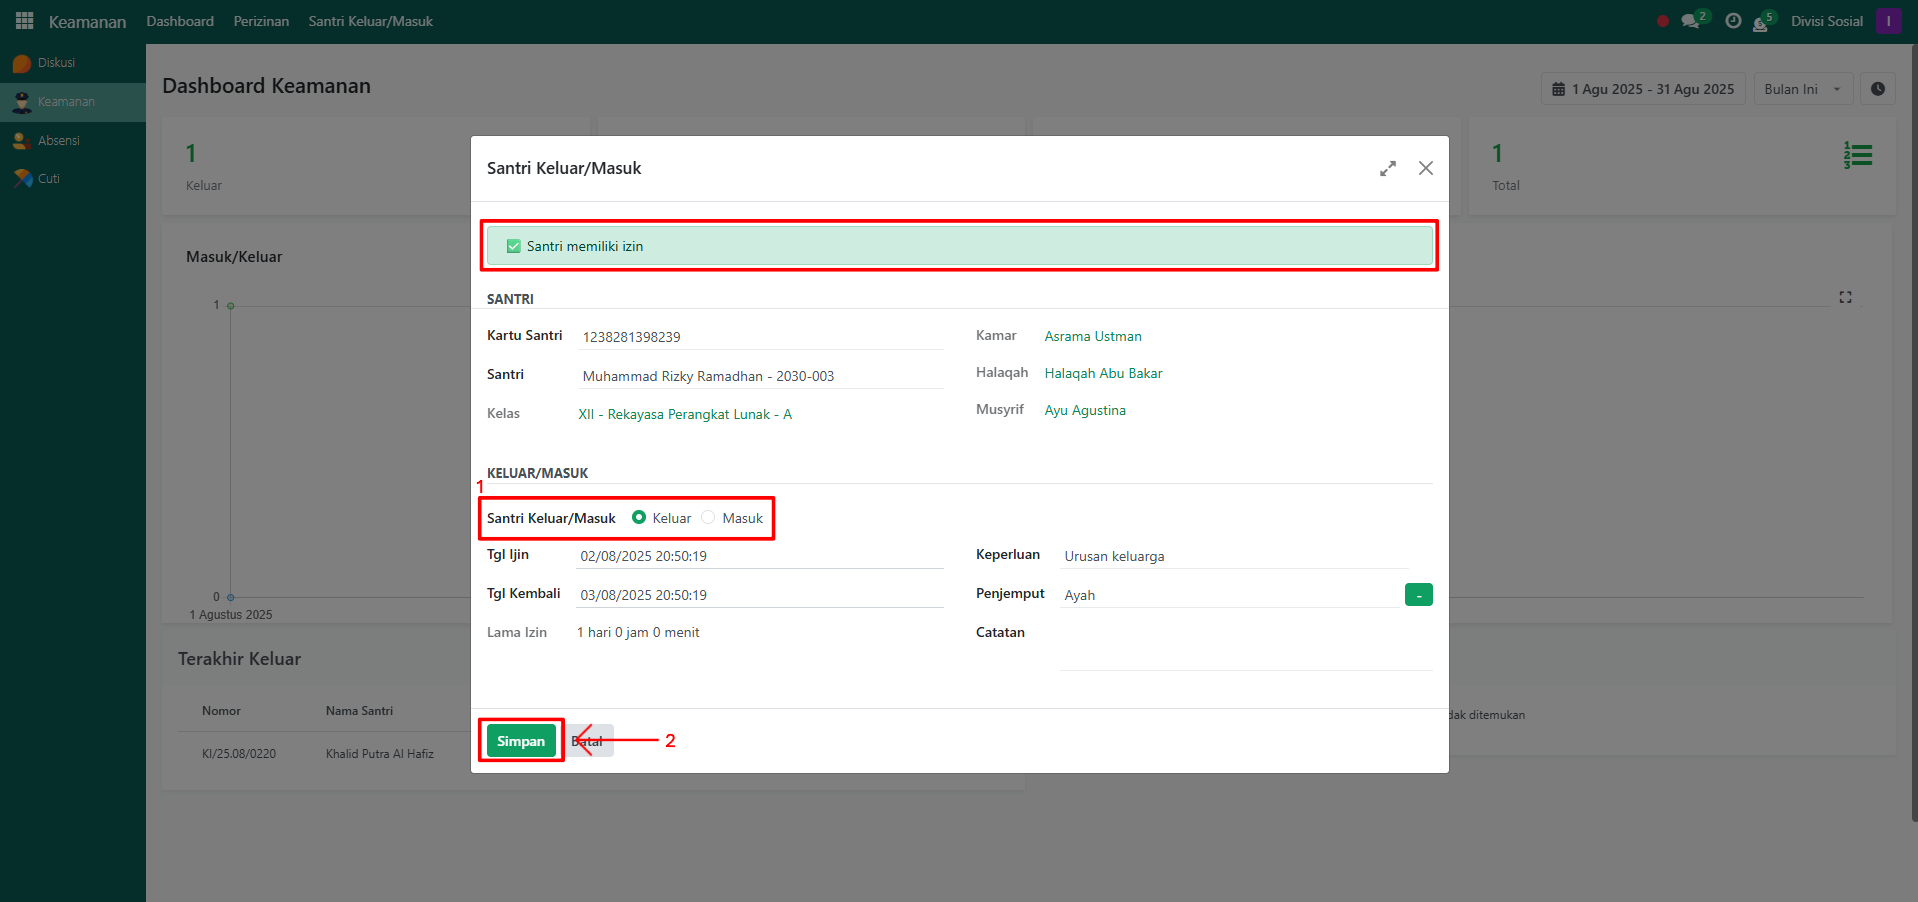 Keamanan Dashboard Perizinan Santri Keluar/Masuk 2 5 Divisi Sosial I
Diskusi
Keamanan
Absensi
Cuti
Dashboard Keamanan
1 Agu 2025 - 31 Agu 2025 Bulan Ini
1
Keluar
1
Total
Masuk/Keluar
1
0
1 Agustus 2025
Terakhir Keluar
Nomor Nama Santri
KI/25.08/0220 Khalid Putra Al Hafiz
dak ditemukan
Santri Keluar/Masuk
Santri memiliki izin
SANTRI
Kartu Santri 1238281398239 Kamar Asrama Ustman
Santri Muhammad Rizky Ramadhan - 2030-003 Halaqah Halaqah Abu Bakar
Kelas XII - Rekayasa Perangkat Lunak - A Musyrif Ayu Agustina
KELUAR/MASUK
1
Santri Keluar/Masuk Keluar Masuk
Tgl Ijin 02/08/2025 20:50:19 Keperluan Urusan keluarga
Tgl Kembali 03/08/2025 20:50:19 Penjemput Ayah -
Lama Izin 1 hari 0 jam 0 menit Catatan
Simpan Batal 2